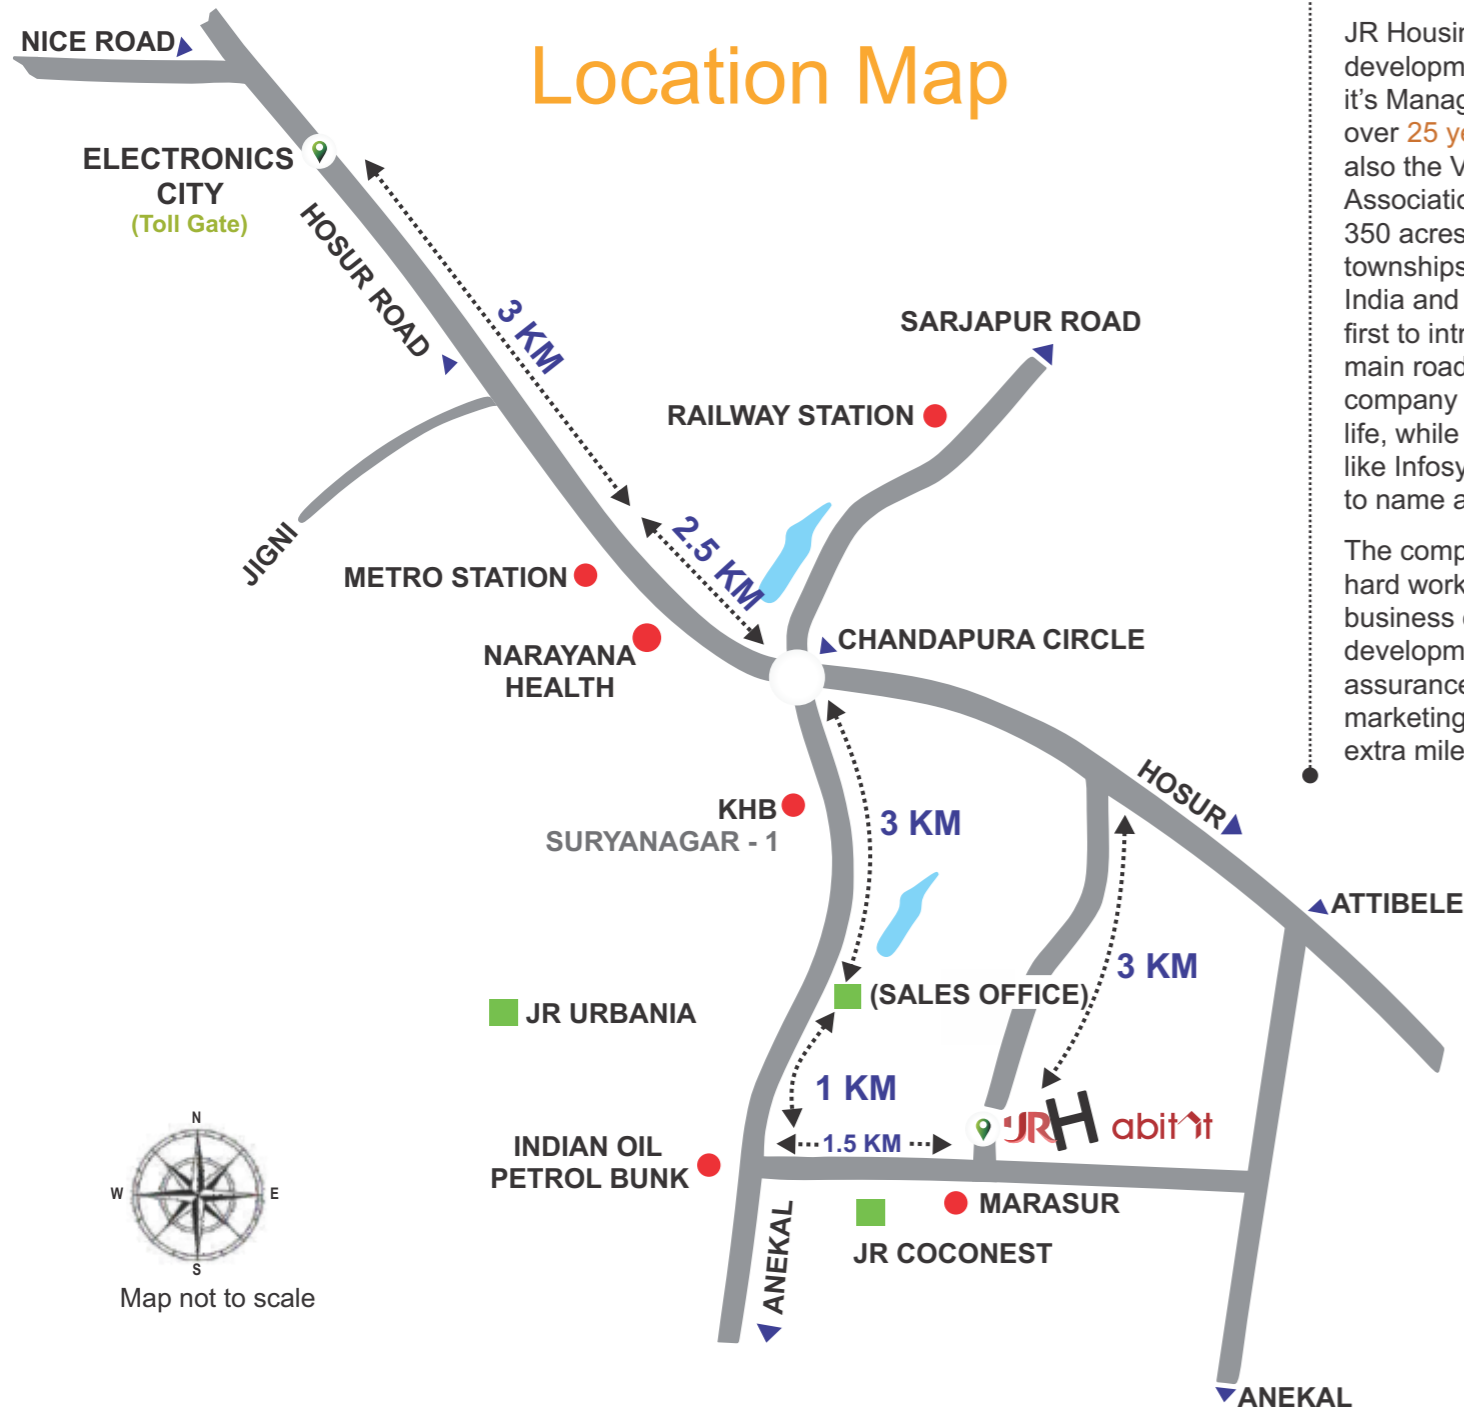 Location Map
NICE ROAD
ELECTRONICS
CITY
(Toll Gate)
HOSUR ROAD
3 KM
SARJAPUR ROAD
RAILWAY STATION
JIGNI
2.5 KM
METRO STATION
NARAYANA
HEALTH
CHANDAPURA CIRCLE
KHB
SURYANAGAR - 1
3 KM
HOSUR
ATTIBELE
3 KM
(SALES OFFICE)
JR URBANIA
1 KM
JR Habitat
1.5 KM
INDIAN OIL
PETROL BUNK
MARASUR
JR COCONEST
ANEKAL
ANEKAL
N
W E
S
Map not to scale
JR Housin
developm
it’s Manag
over 25 ye
also the V
Associatio
350 acres
townships
India and
first to intr
main road
company
life, while
like Infosy
to name a
The comp
hard work
business
developm
assurance
marketing
extra mile